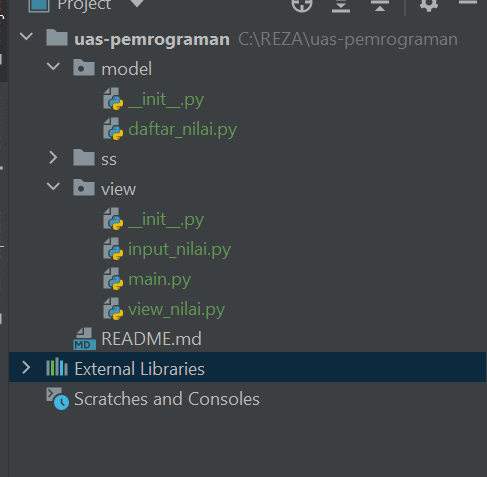 Project
uas-pemrograman C:\REZA\uas-pemrograman
model
__init__.py
daftar_nilai.py
ss
view
__init__.py
input_nilai.py
main.py
view_nilai.py
MD README.md
External Libraries
Scratches and Consoles